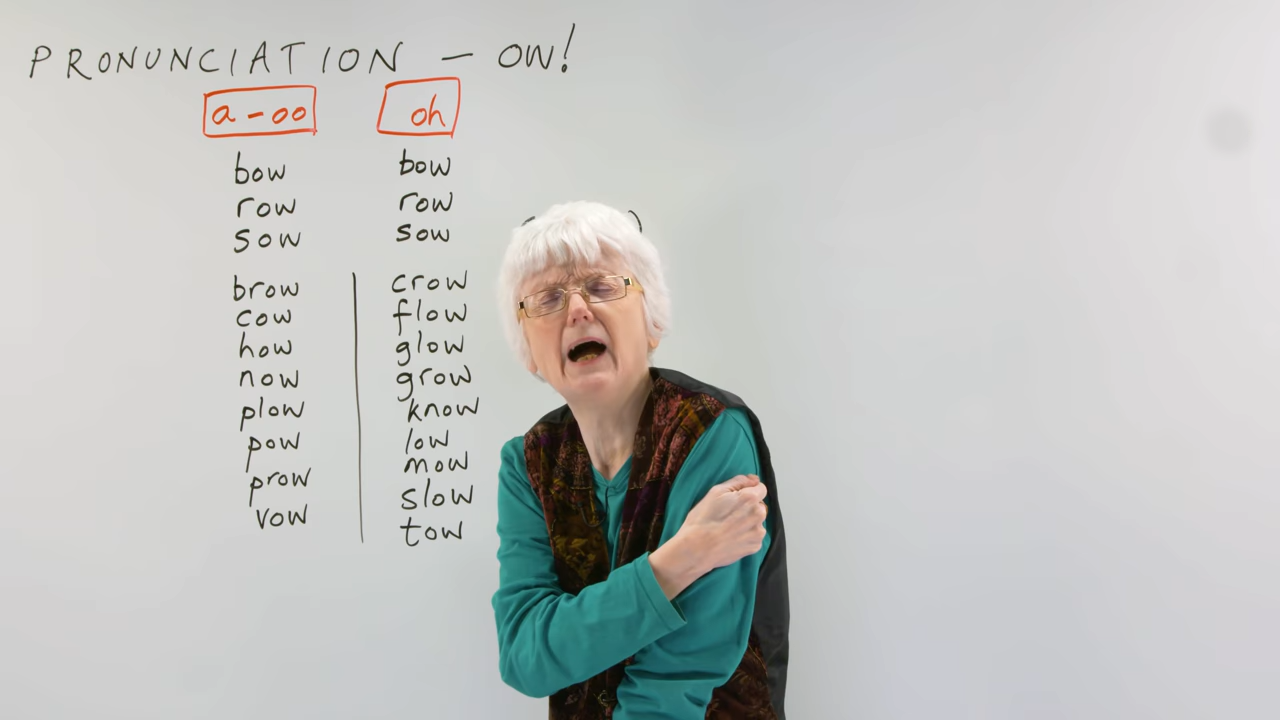 PRONUNCIATION – OW!
a-oo oh
bow bow
row row
sow sow
brow crow
cow flow
how glow
now grow
plow know
pow low
prow mow
vow slow
tow